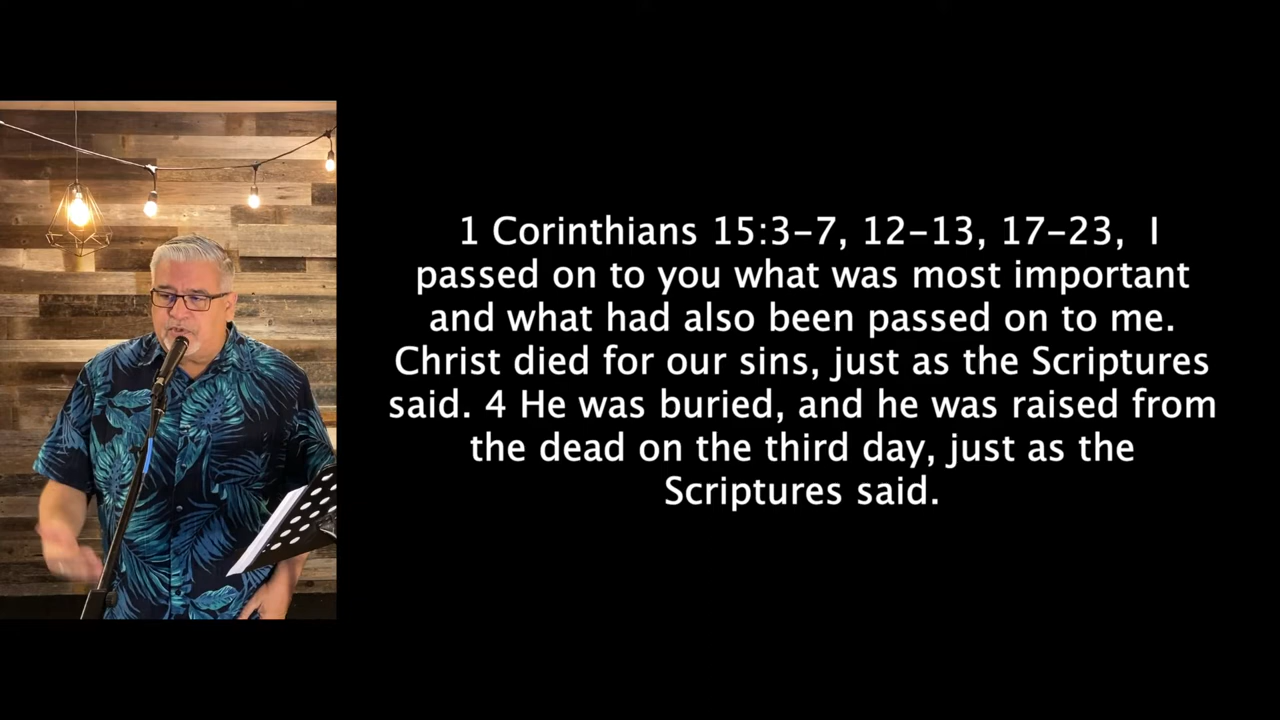 1 Corinthians 15:3-7, 12-13, 17-23,  I
passed on to you what was most important
and what had also been passed on to me.
Christ died for our sins, just as the Scriptures
said. 4 He was buried, and he was raised from
the dead on the third day, just as the
Scriptures said.